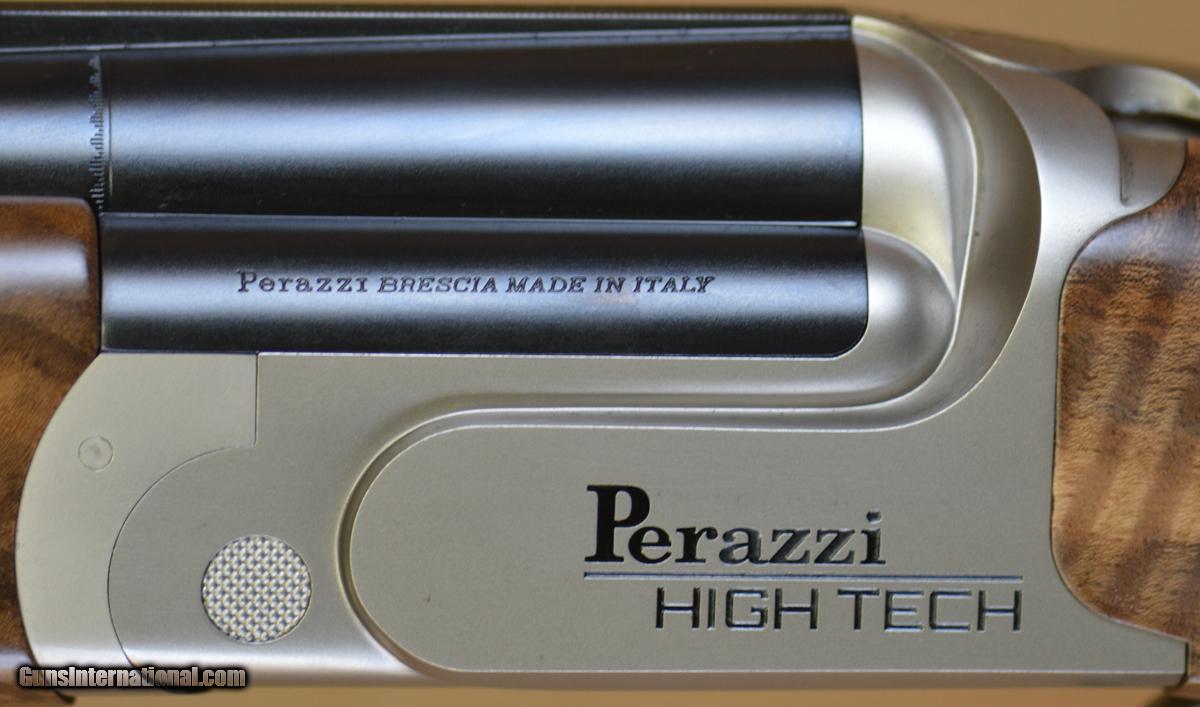 Perazzi BRESCIA MADE IN ITALY
Perazzi
HIGH TECH
GunsInternational.com